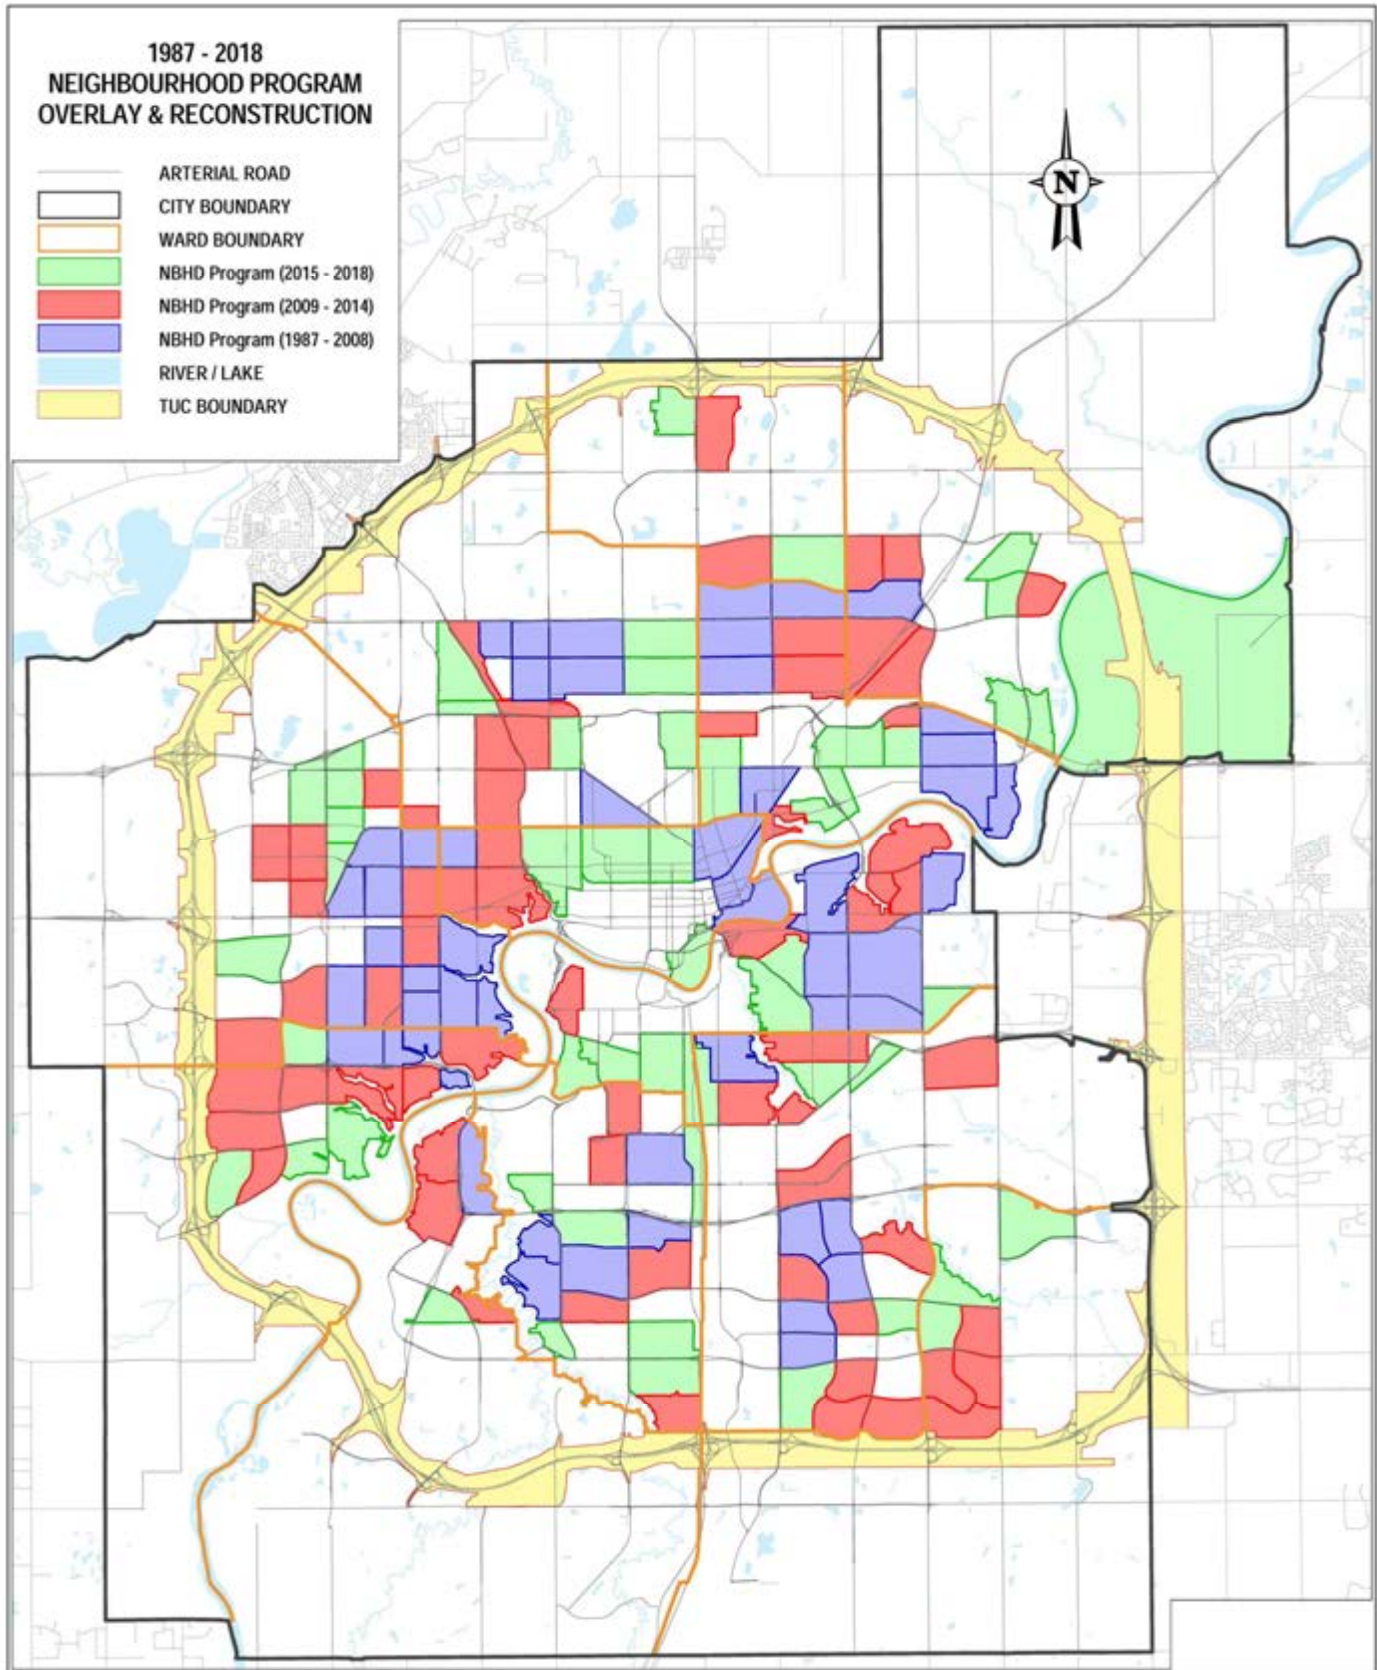 1987 - 2018
NEIGHBOURHOOD PROGRAM
OVERLAY & RECONSTRUCTION
ARTERIAL ROAD
CITY BOUNDARY
WARD BOUNDARY
NBHD Program (2015 - 2018)
NBHD Program (2009 - 2014)
NBHD Program (1987 - 2008)
RIVER / LAKE
TUC BOUNDARY
N